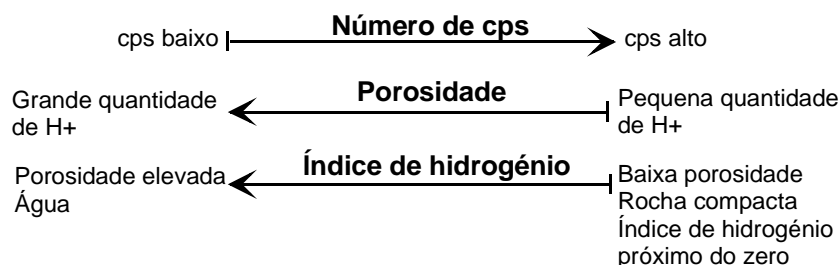 Número de cps
cps baixo
cps alto
Porosidade
Grande quantidade
de H+
Pequena quantidade
de H+
Índice de hidrogénio
Porosidade elevada
Água
Baixa porosidade
Rocha compacta
Índice de hidrogénio
próximo do zero